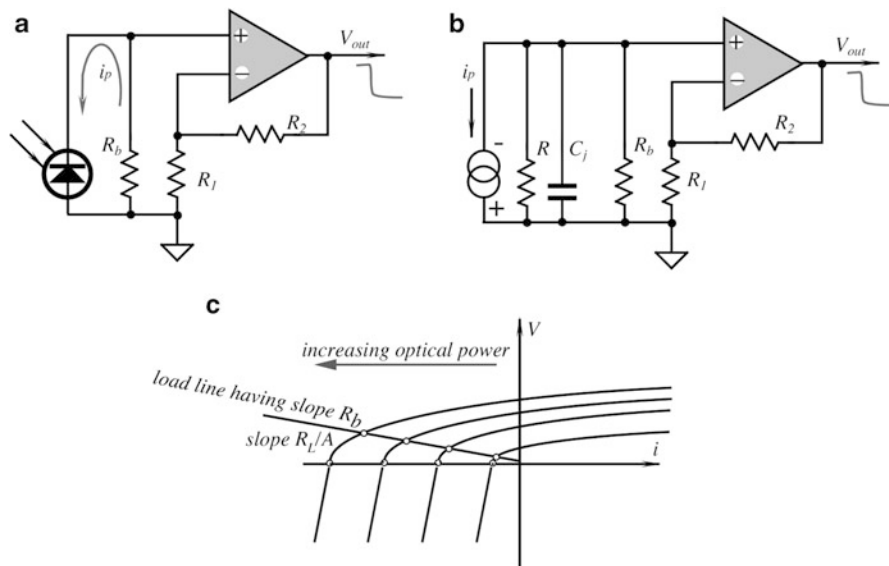 a
b
+
−
V_out
i_p
R_b
R_1
R_2
+
−
V_out
i_p
-
+
R
C_j
R_b
R_1
R_2
c
V
increasing optical power
load line having slope R_b
slope R_L/A
i